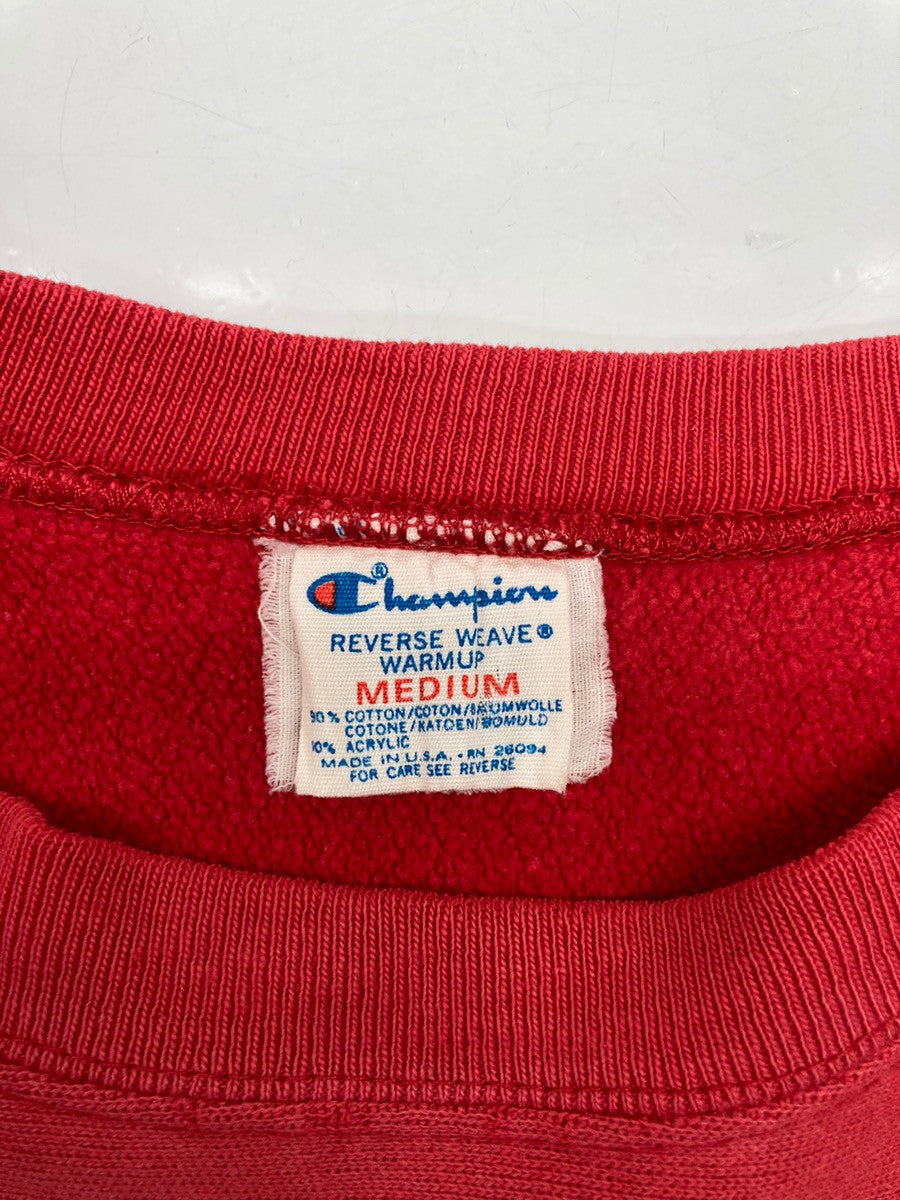 Champion®
REVERSE WEAVE®
WARMUP
MEDIUM
90% COTTON/COTON/BAUMWOLLE
COTONE/KATOEN/BOMULD
10% ACRYLIC
MADE IN U.S.A. • RN 26094
FOR CARE SEE REVERSE